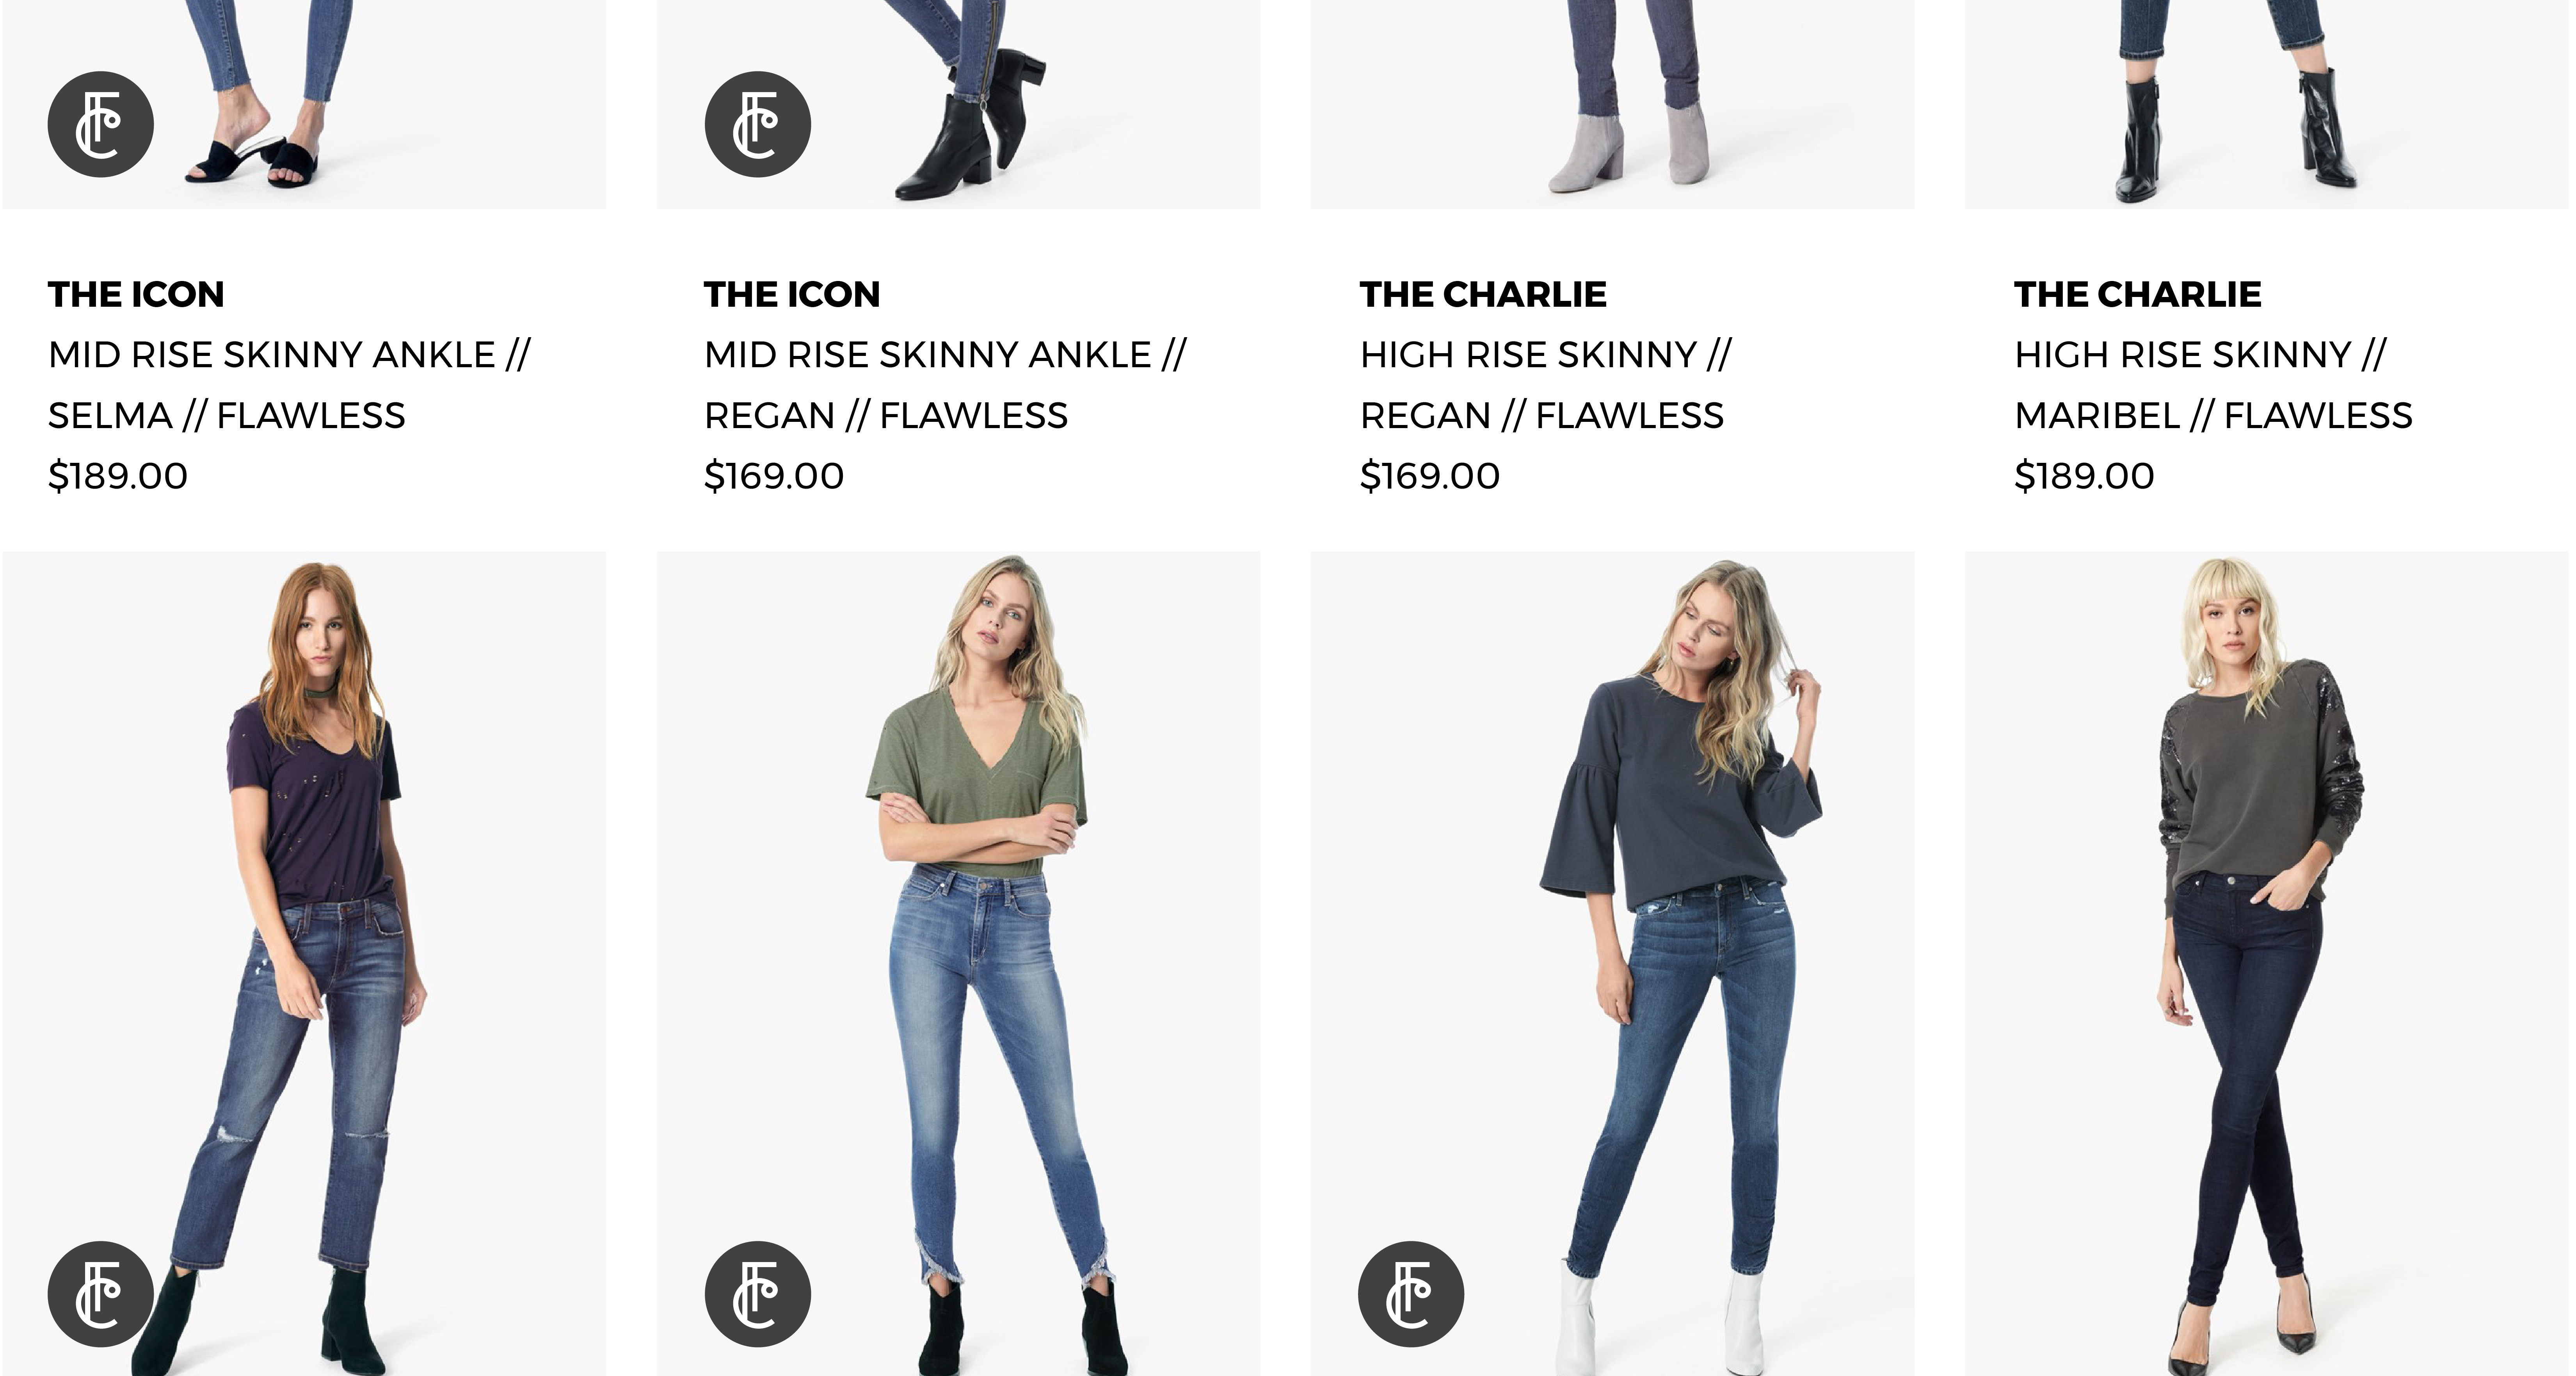 THE ICON
MID RISE SKINNY ANKLE //
SELMA // FLAWLESS
$189.00
THE ICON
MID RISE SKINNY ANKLE //
REGAN // FLAWLESS
$169.00
THE CHARLIE
HIGH RISE SKINNY //
REGAN // FLAWLESS
$169.00
THE CHARLIE
HIGH RISE SKINNY //
MARIBEL // FLAWLESS
$189.00